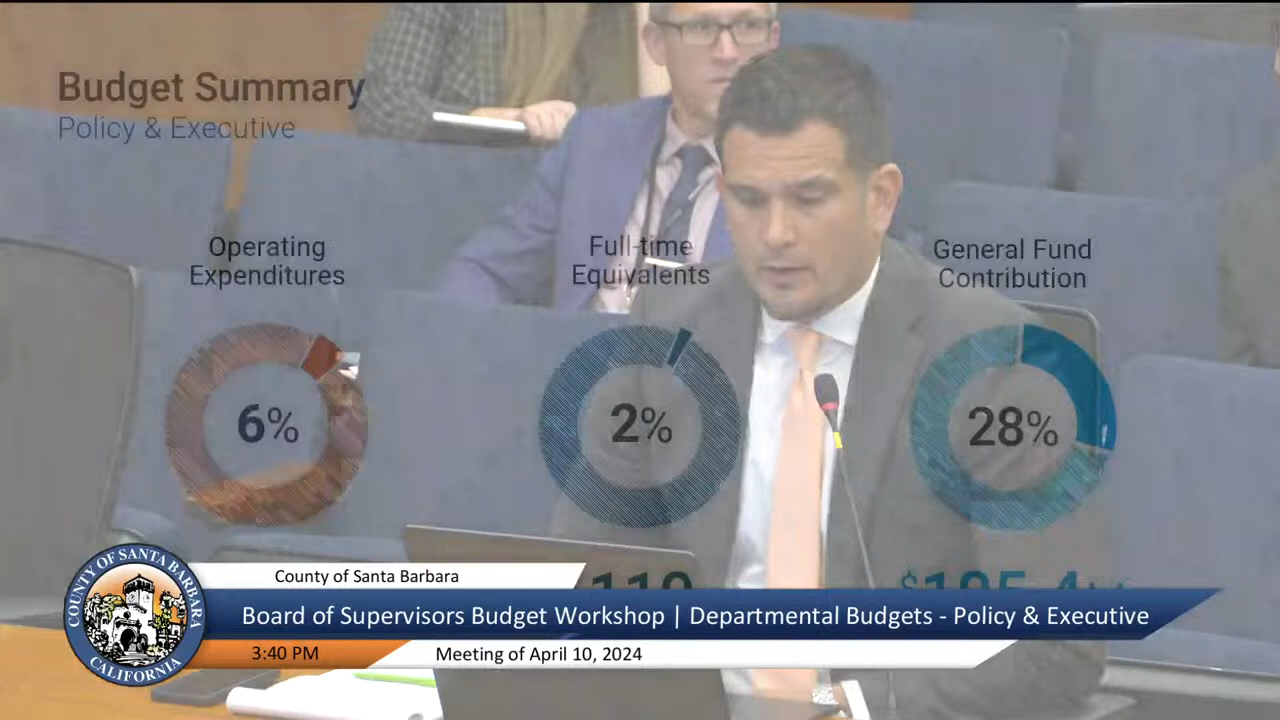 Budget Summary
Policy & Executive
Operating
Expenditures
Full-time
Equivalents
General Fund
Contribution
6%
2%
28%
COUNTY OF SANTA BARBARA
CALIFORNIA
County of Santa Barbara
Board of Supervisors Budget Workshop | Departmental Budgets - Policy & Executive
3:40 PM
Meeting of April 10, 2024